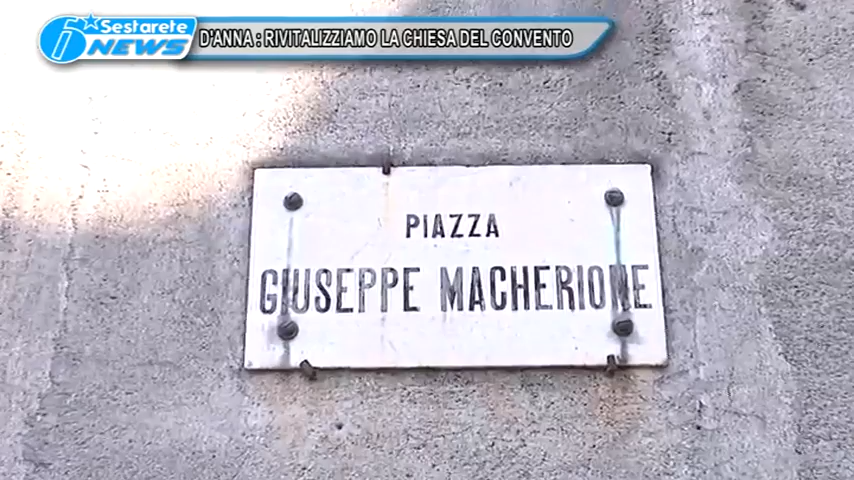 Sestarete
6 NEWS
D'ANNA : RIVITALIZZIAMO LA CHIESA DEL CONVENTO
PIAZZA
GIUSEPPE MACHERIONE